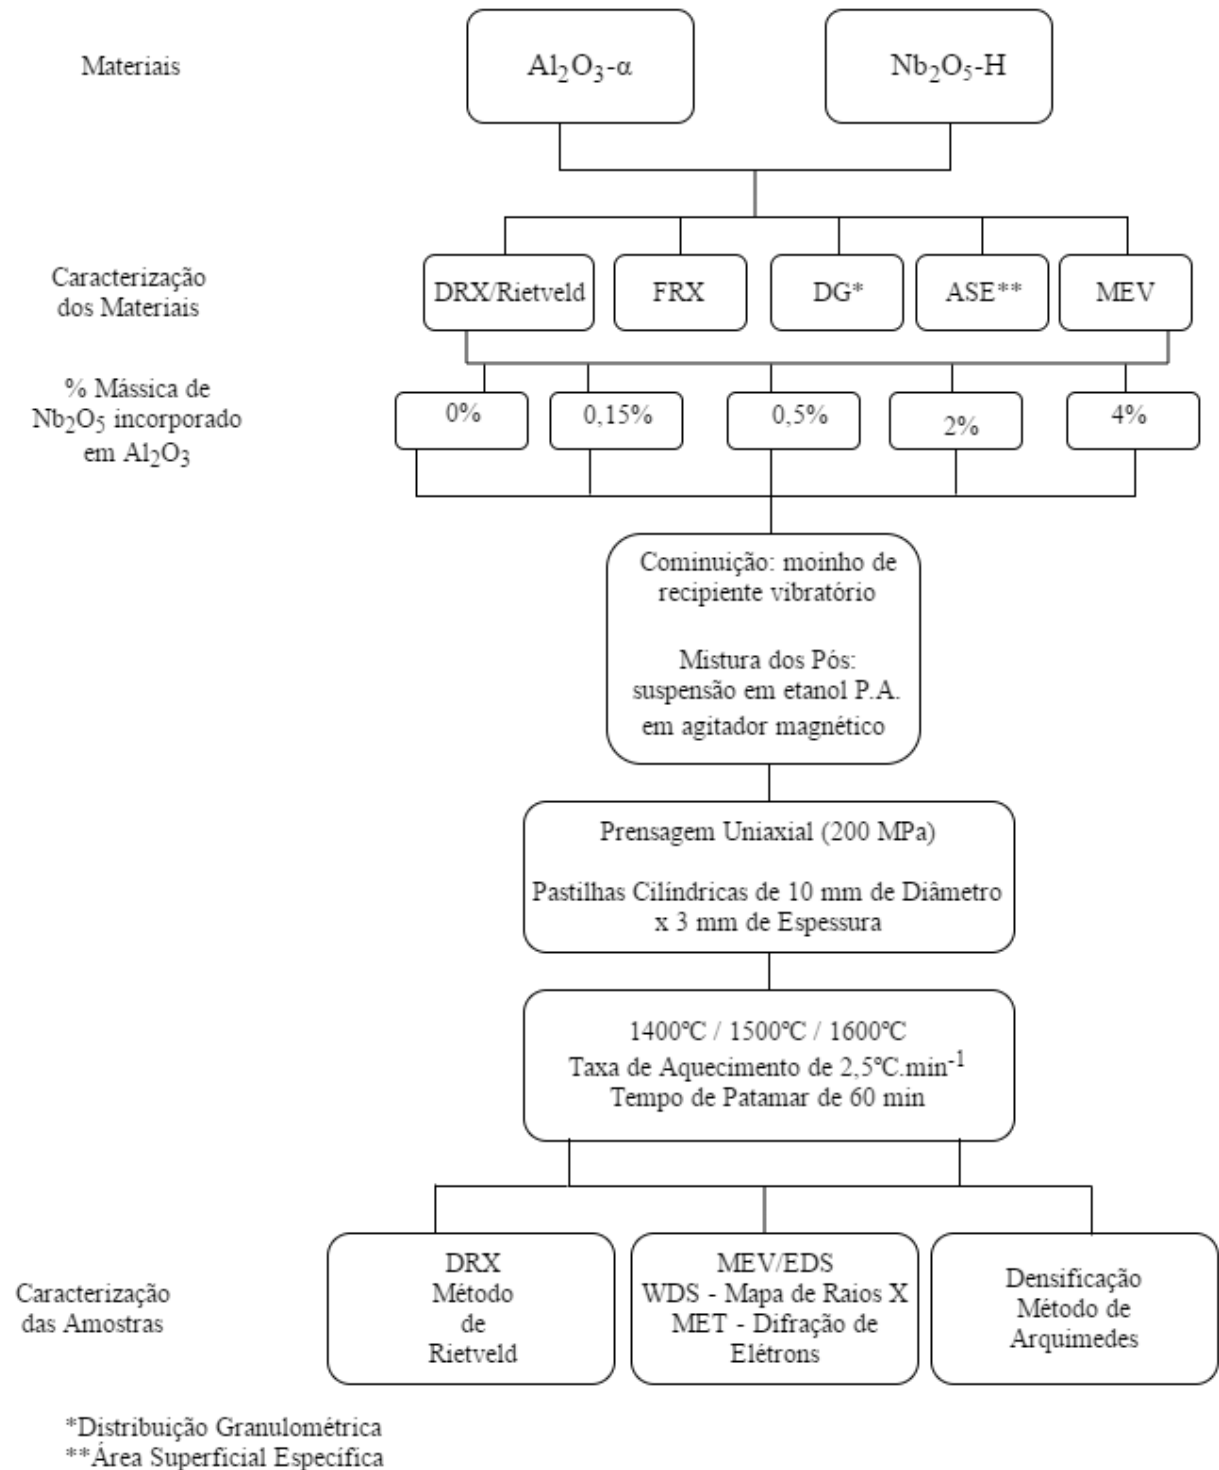 Materiais
Al2O3-α
Nb2O5-H
Caracterização
dos Materiais
DRX/Rietveld
FRX
DG*
ASE**
MEV
% Mássica de
Nb2O5 incorporado
em Al2O3
0%
0,15%
0,5%
2%
4%
Cominuição: moinho de
recipiente vibratório
Mistura dos Pós:
suspensão em etanol P.A.
em agitador magnético
Prensagem Uniaxial (200 MPa)
Pastilhas Cilíndricas de 10 mm de Diâmetro
x 3 mm de Espessura
1400ºC / 1500ºC / 1600ºC
Taxa de Aquecimento de 2,5ºC.min-1
Tempo de Patamar de 60 min
Caracterização
das Amostras
DRX
Método
de
Rietveld
MEV/EDS
WDS - Mapa de Raios X
MET - Difração de
Elétrons
Densificação
Método de
Arquimedes
*Distribuição Granulométrica
**Área Superficial Específica